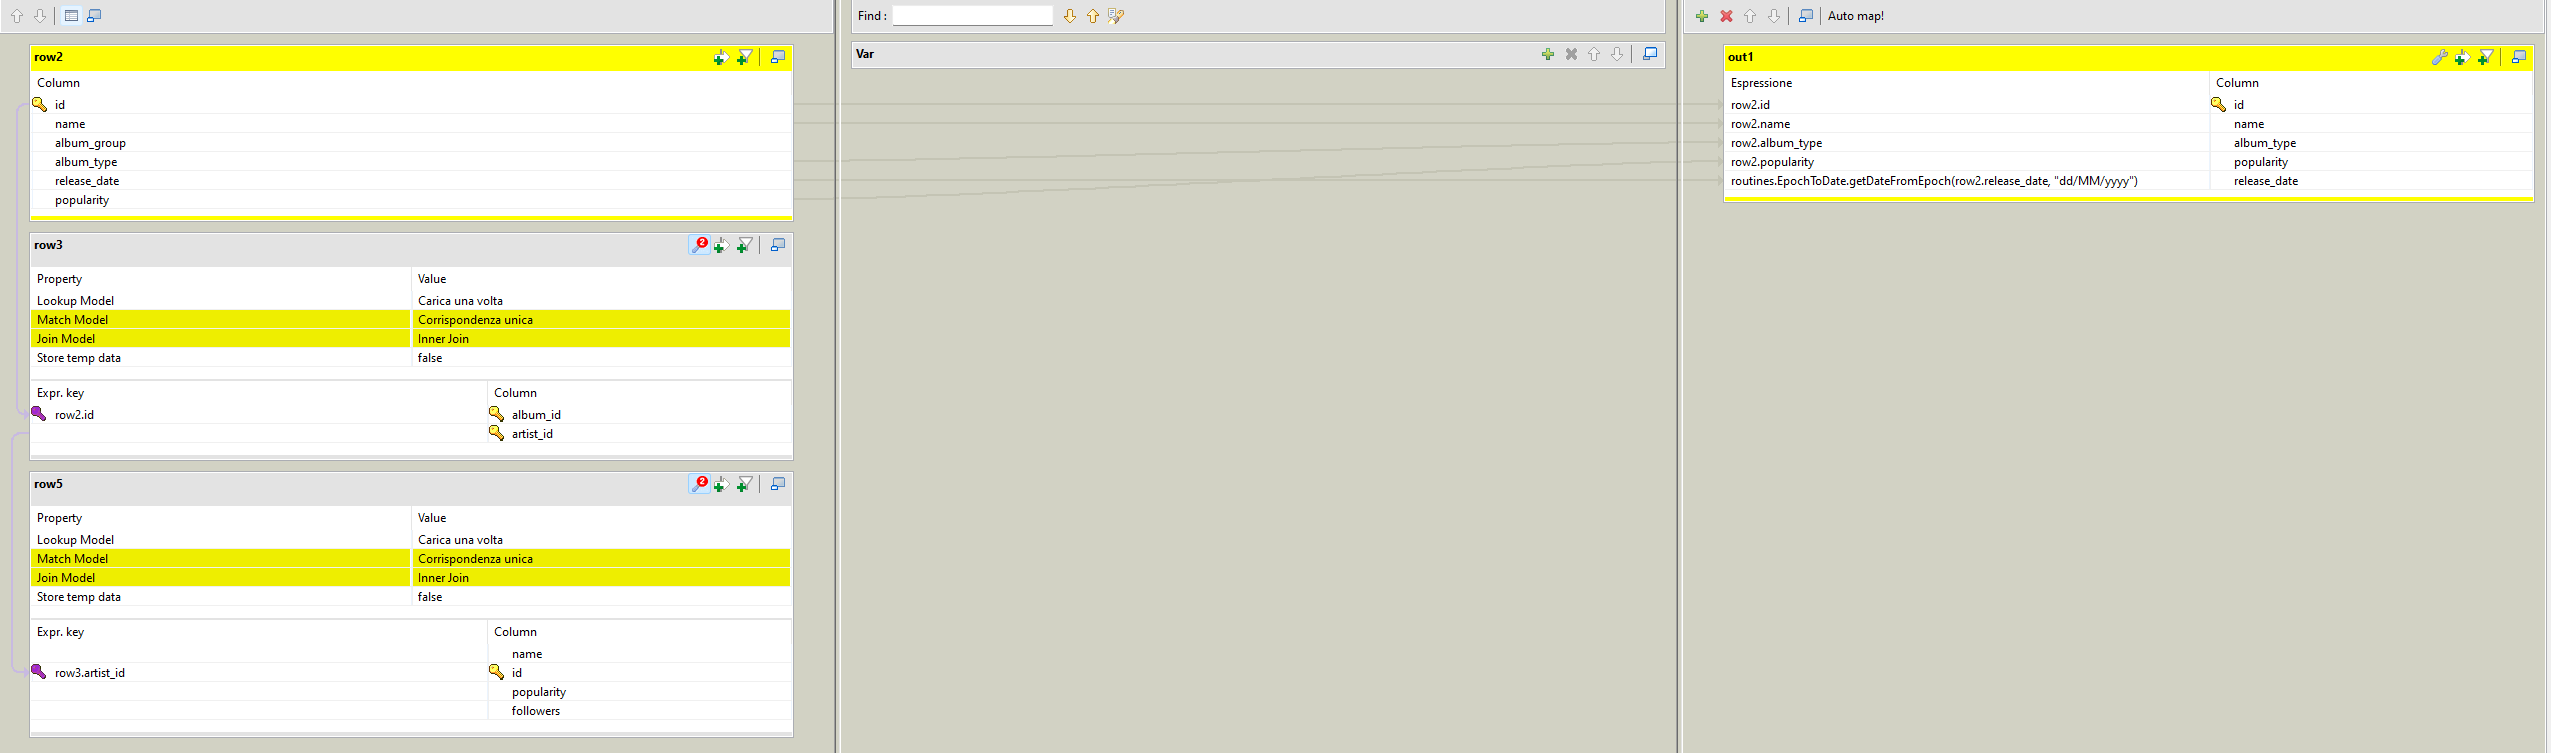 Find :
Auto map!
row2
Column
id
name
album_group
album_type
release_date
popularity
row3
2
Property Value
Lookup Model Carica una volta
Match Model Corrispondenza unica
Join Model Inner Join
Store temp data false
Expr. key Column
row2.id album_id
artist_id
row5
2
Property Value
Lookup Model Carica una volta
Match Model Corrispondenza unica
Join Model Inner Join
Store temp data false
Expr. key Column
name
row3.artist_id id
popularity
followers
Var
out1
Espressione Column
row2.id id
row2.name name
row2.album_type album_type
row2.popularity popularity
routines.EpochToDate.getDateFromEpoch(row2.release_date, "dd/MM/yyyy") release_date